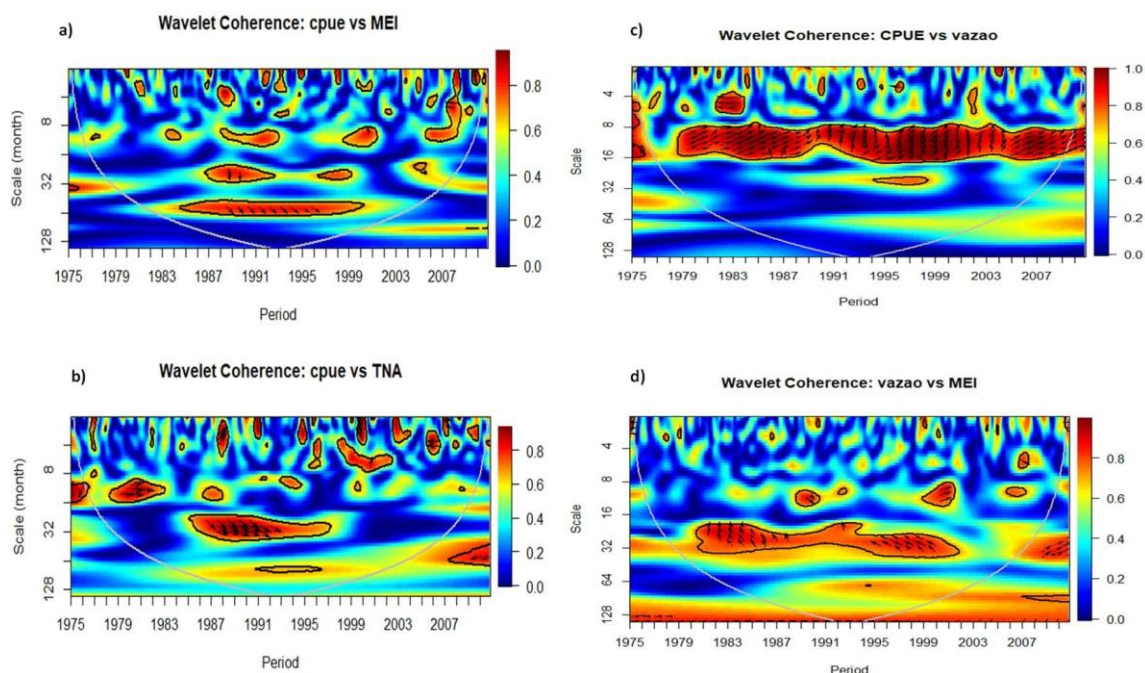 a)
Wavelet Coherence: cpue vs MEI
Scale (month)
8
32
128
1975 1979 1983 1987 1991 1995 1999 2003 2007
Period
0.8
0.6
0.4
0.2
0.0
c)
Wavelet Coherence: CPUE vs vazao
Scale
4
8
16
32
64
128
1975 1979 1983 1987 1991 1995 1999 2003 2007
Period
1.0
0.8
0.6
0.4
0.2
0.0
b)
Wavelet Coherence: cpue vs TNA
Scale (month)
8
32
128
1975 1979 1983 1987 1991 1995 1999 2003 2007
Period
0.8
0.6
0.4
0.2
0.0
d)
Wavelet Coherence: vazao vs MEI
Scale
4
8
16
32
64
128
1975 1979 1983 1987 1991 1995 1999 2003 2007
Period
0.8
0.6
0.4
0.2
0.0